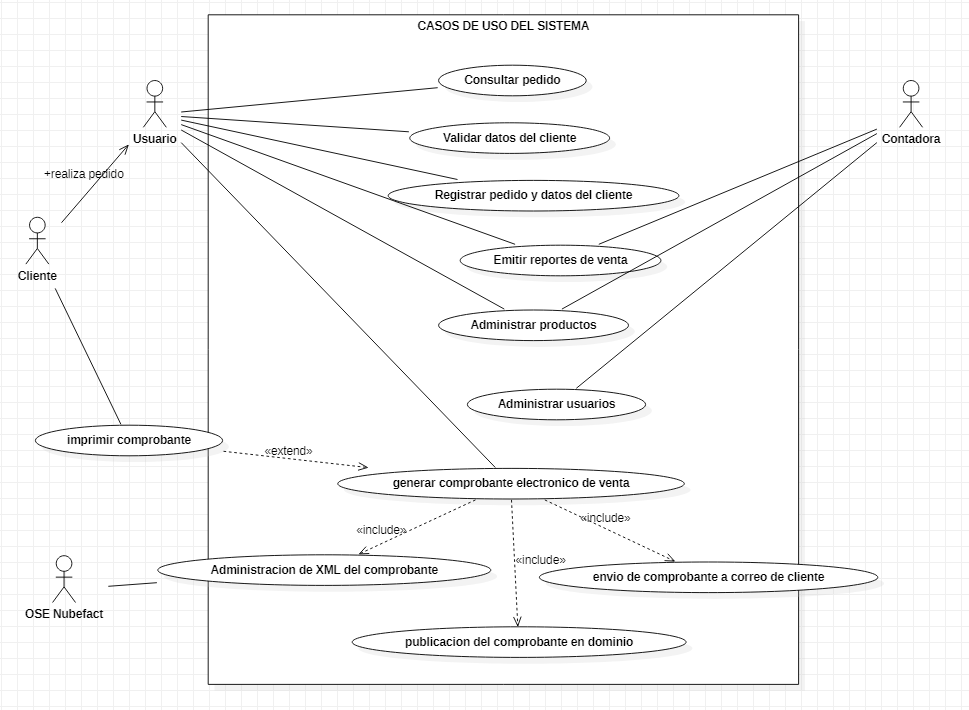 CASOS DE USO DEL SISTEMA
Consultar pedido
Usuario
Validar datos del cliente
Contadora
+realiza pedido
Registrar pedido y datos del cliente
Emitir reportes de venta
Cliente
Administrar productos
Administrar usuarios
imprimir comprobante
«extend»
generar comprobante electronico de venta
«include»
«include»
«include»
Administracion de XML del comprobante
envio de comprobante a correo de cliente
OSE Nubefact
publicacion del comprobante en dominio